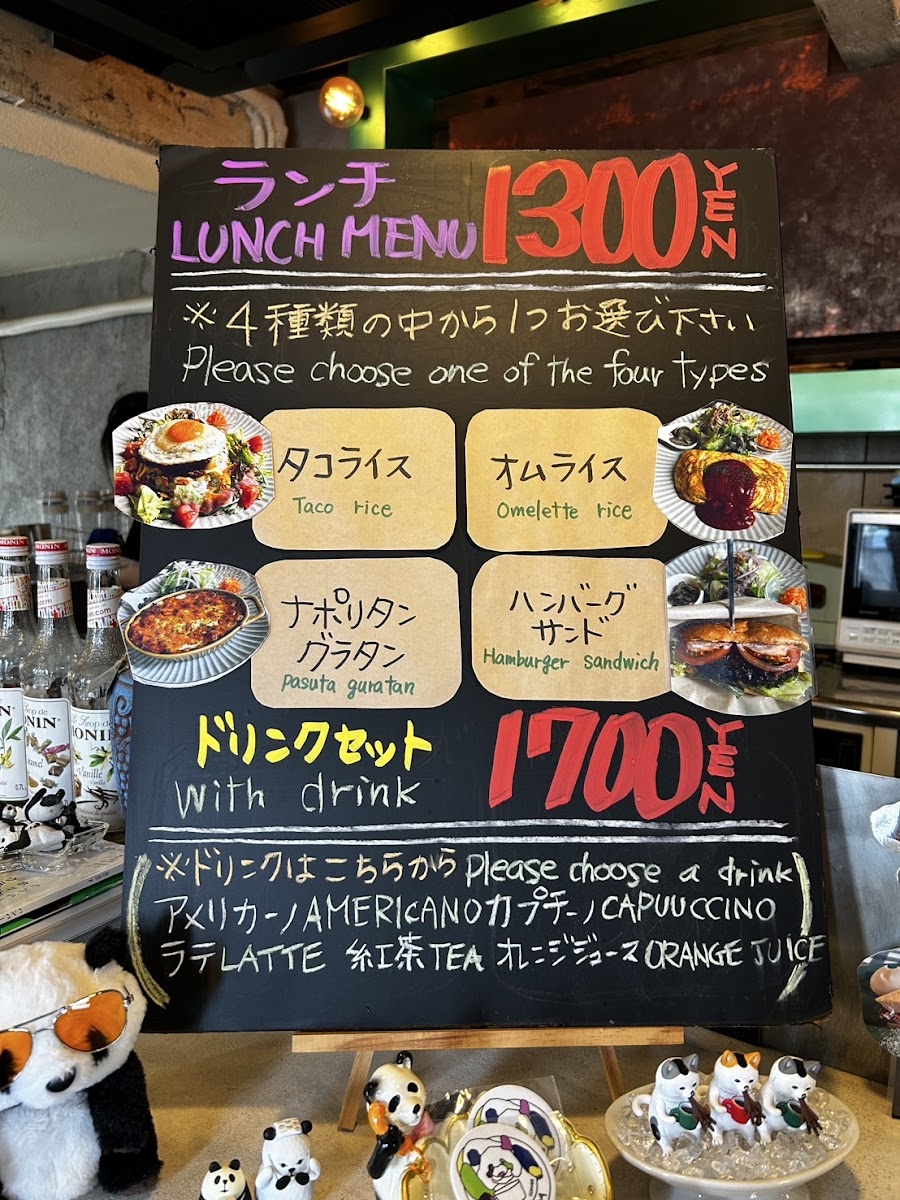 ランチ
LUNCH MENU 1300 YEN
※4種類の中から1つお選び下さい
Please choose one of the four types
タコライス
Taco rice
オムライス
Omelette rice
ナポリタン
グラタン
Pasuta guratan
ハンバーグ
サンド
Hamburger sandwich
ドリンクセット
with drink
1700 YEN
※ドリンクはこちらから Please choose a drink
アメリカーノ AMERICANO カプチーノ CAPUUCCINO
ラテ LATTE 紅茶 TEA オレンジジュース ORANGE JUICE
MONIN
MONIN
MONIN
Vanille